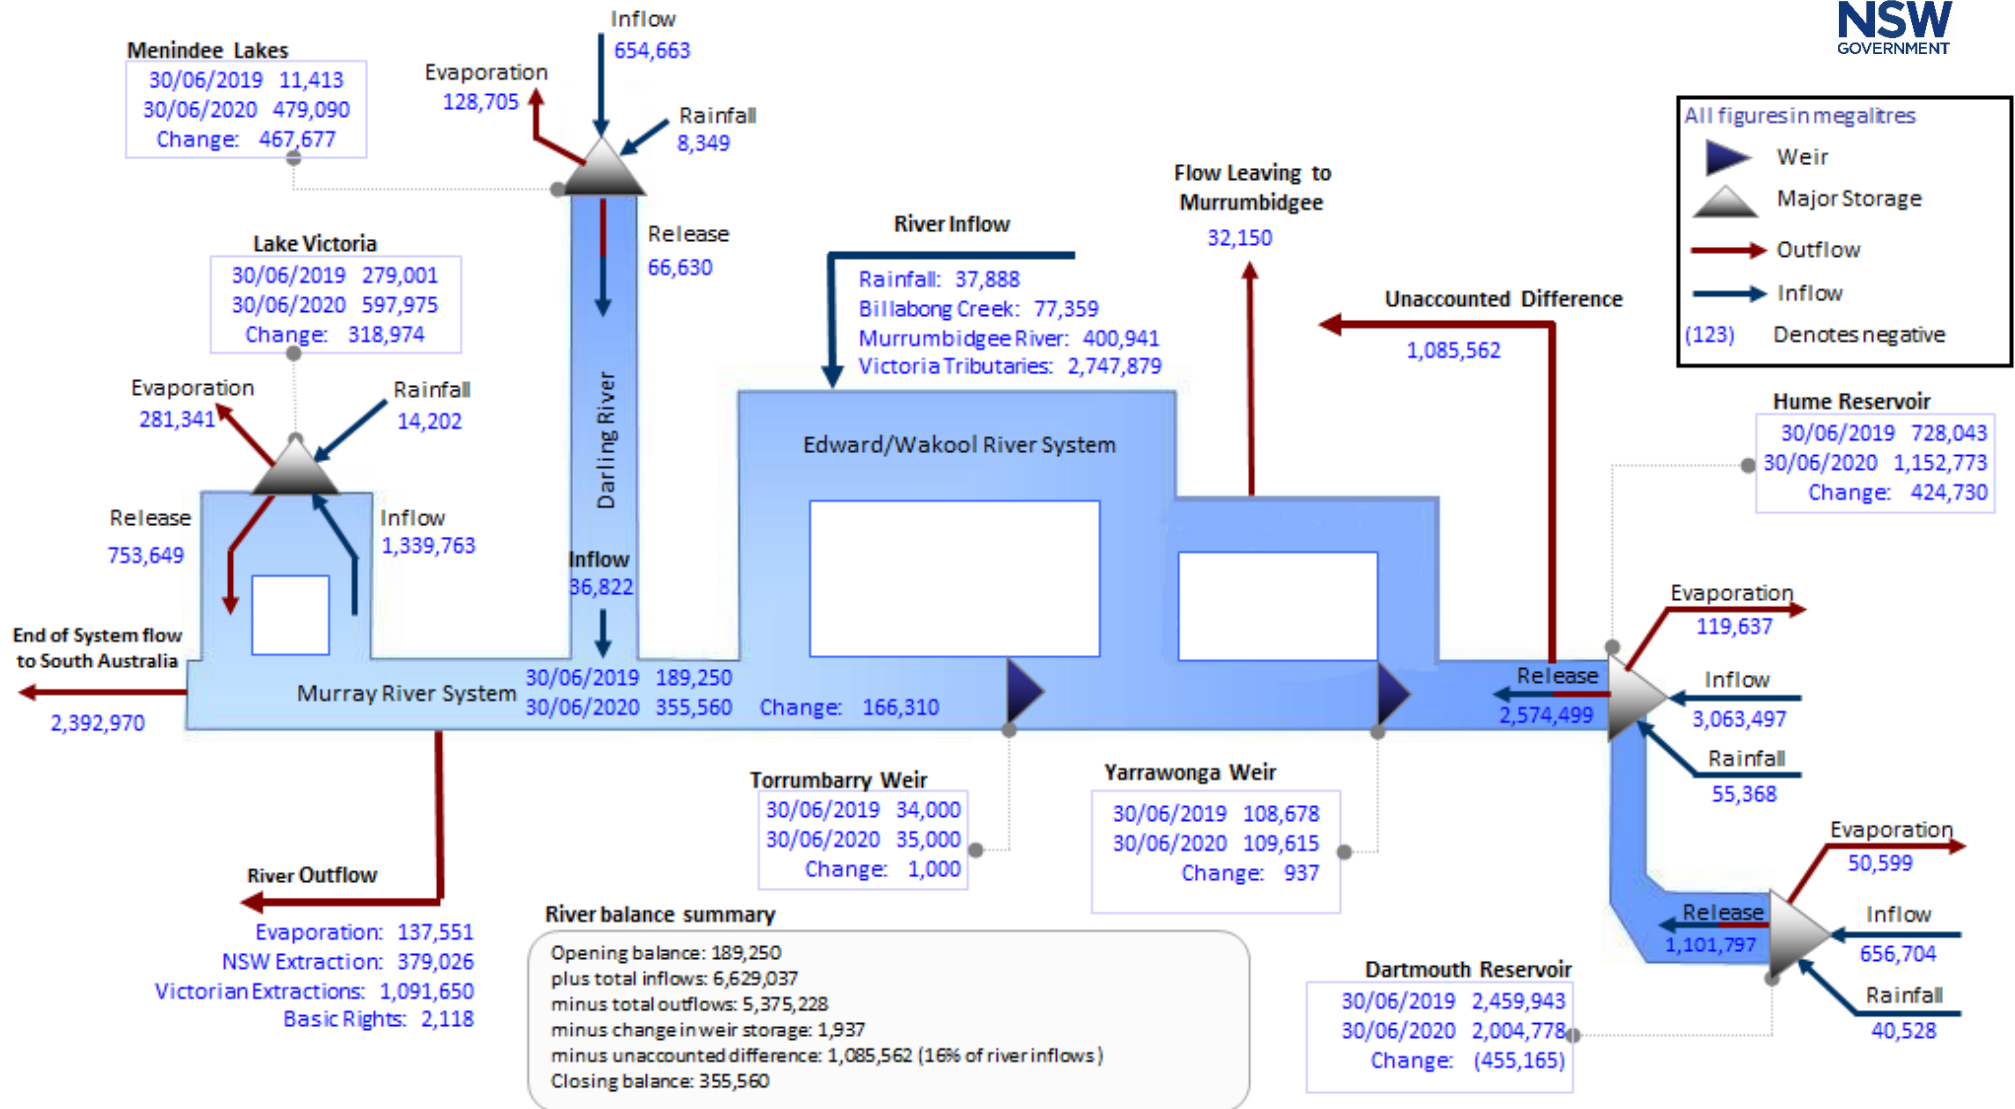 NSW
GOVERNMENT
Inflow
654,663
Menindee Lakes
30/06/2019 11,413
30/06/2020 479,090
Change: 467,677
Evaporation
128,705
Rainfall
8,349
All figures in megalitres
Weir
Major Storage
Outflow
Inflow
(123) Denotes negative
Flow Leaving to
Murrumbidgee
32,150
Lake Victoria
30/06/2019 279,001
30/06/2020 597,975
Change: 318,974
Release
66,630
River Inflow
Rainfall: 37,888
Billabong Creek: 77,359
Murrumbidgee River: 400,941
Victoria Tributaries: 2,747,879
Unaccounted Difference
1,085,562
Evaporation
281,341
Rainfall
14,202
Darling River
Edward/Wakool River System
Hume Reservoir
30/06/2019 728,043
30/06/2020 1,152,773
Change: 424,730
Release
753,649
Inflow
1,339,763
Inflow
36,822
Evaporation
119,637
End of System flow
to South Australia
2,392,970
Murray River System
30/06/2019 189,250
30/06/2020 355,560 Change: 166,310
Release
2,574,499
Inflow
3,063,497
Rainfall
55,368
Torrumbarry Weir
30/06/2019 34,000
30/06/2020 35,000
Change: 1,000
Yarrawonga Weir
30/06/2019 108,678
30/06/2020 109,615
Change: 937
Evaporation
50,599
River Outflow
Evaporation: 137,551
NSW Extraction: 379,026
Victorian Extractions: 1,091,650
Basic Rights: 2,118
Release
1,101,797
Inflow
656,704
Rainfall
40,528
Dartmouth Reservoir
30/06/2019 2,459,943
30/06/2020 2,004,778
Change: (455,165)
River balance summary
Opening balance: 189,250
plus total inflows: 6,629,037
minus total outflows: 5,375,228
minus change in weir storage: 1,937
minus unaccounted difference: 1,085,562 (16% of river inflows )
Closing balance: 355,560